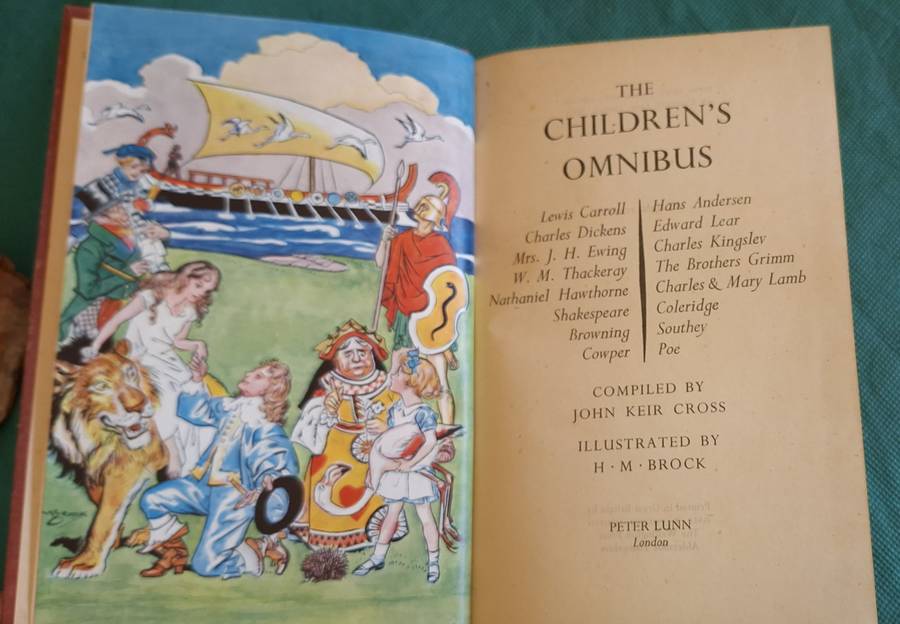 THE
CHILDREN'S
OMNIBUS
Lewis Carroll
Charles Dickens
Mrs. J. H. Ewing
W. M. Thackeray
Nathaniel Hawthorne
Shakespeare
Browning
Cowper
Hans Andersen
Edward Lear
Charles Kingsley
The Brothers Grimm
Charles & Mary Lamb
Coleridge
Southey
Poe
COMPILED BY
JOHN KEIR CROSS
ILLUSTRATED BY
H·M·BROCK
PETER LUNN
London